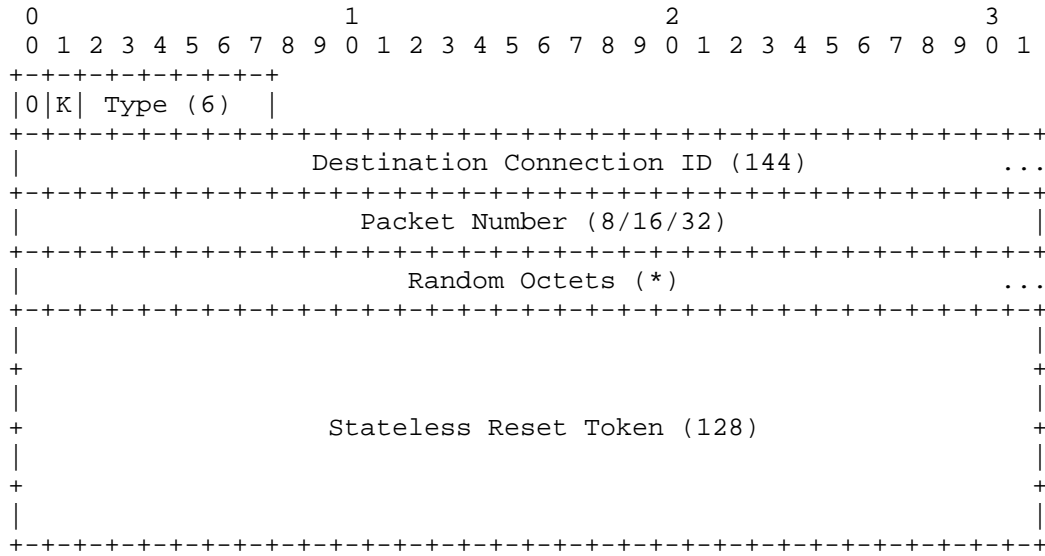 0                   1                   2                   3
 0 1 2 3 4 5 6 7 8 9 0 1 2 3 4 5 6 7 8 9 0 1 2 3 4 5 6 7 8 9 0 1
+-+-+-+-+-+-+-+-+
|0|K| Type (6)  |
+-+-+-+-+-+-+-+-+-+-+-+-+-+-+-+-+-+-+-+-+-+-+-+-+-+-+-+-+-+-+-+-+
|                  Destination Connection ID (144)            ...
+-+-+-+-+-+-+-+-+-+-+-+-+-+-+-+-+-+-+-+-+-+-+-+-+-+-+-+-+-+-+-+-+
|                     Packet Number (8/16/32)                   |
+-+-+-+-+-+-+-+-+-+-+-+-+-+-+-+-+-+-+-+-+-+-+-+-+-+-+-+-+-+-+-+-+
|                        Random Octets (*)                    ...
+-+-+-+-+-+-+-+-+-+-+-+-+-+-+-+-+-+-+-+-+-+-+-+-+-+-+-+-+-+-+-+-+
|                                                               |
+                                                               +
|                                                               |
+                   Stateless Reset Token (128)                 +
|                                                               |
+                                                               +
|                                                               |
+-+-+-+-+-+-+-+-+-+-+-+-+-+-+-+-+-+-+-+-+-+-+-+-+-+-+-+-+-+-+-+-+